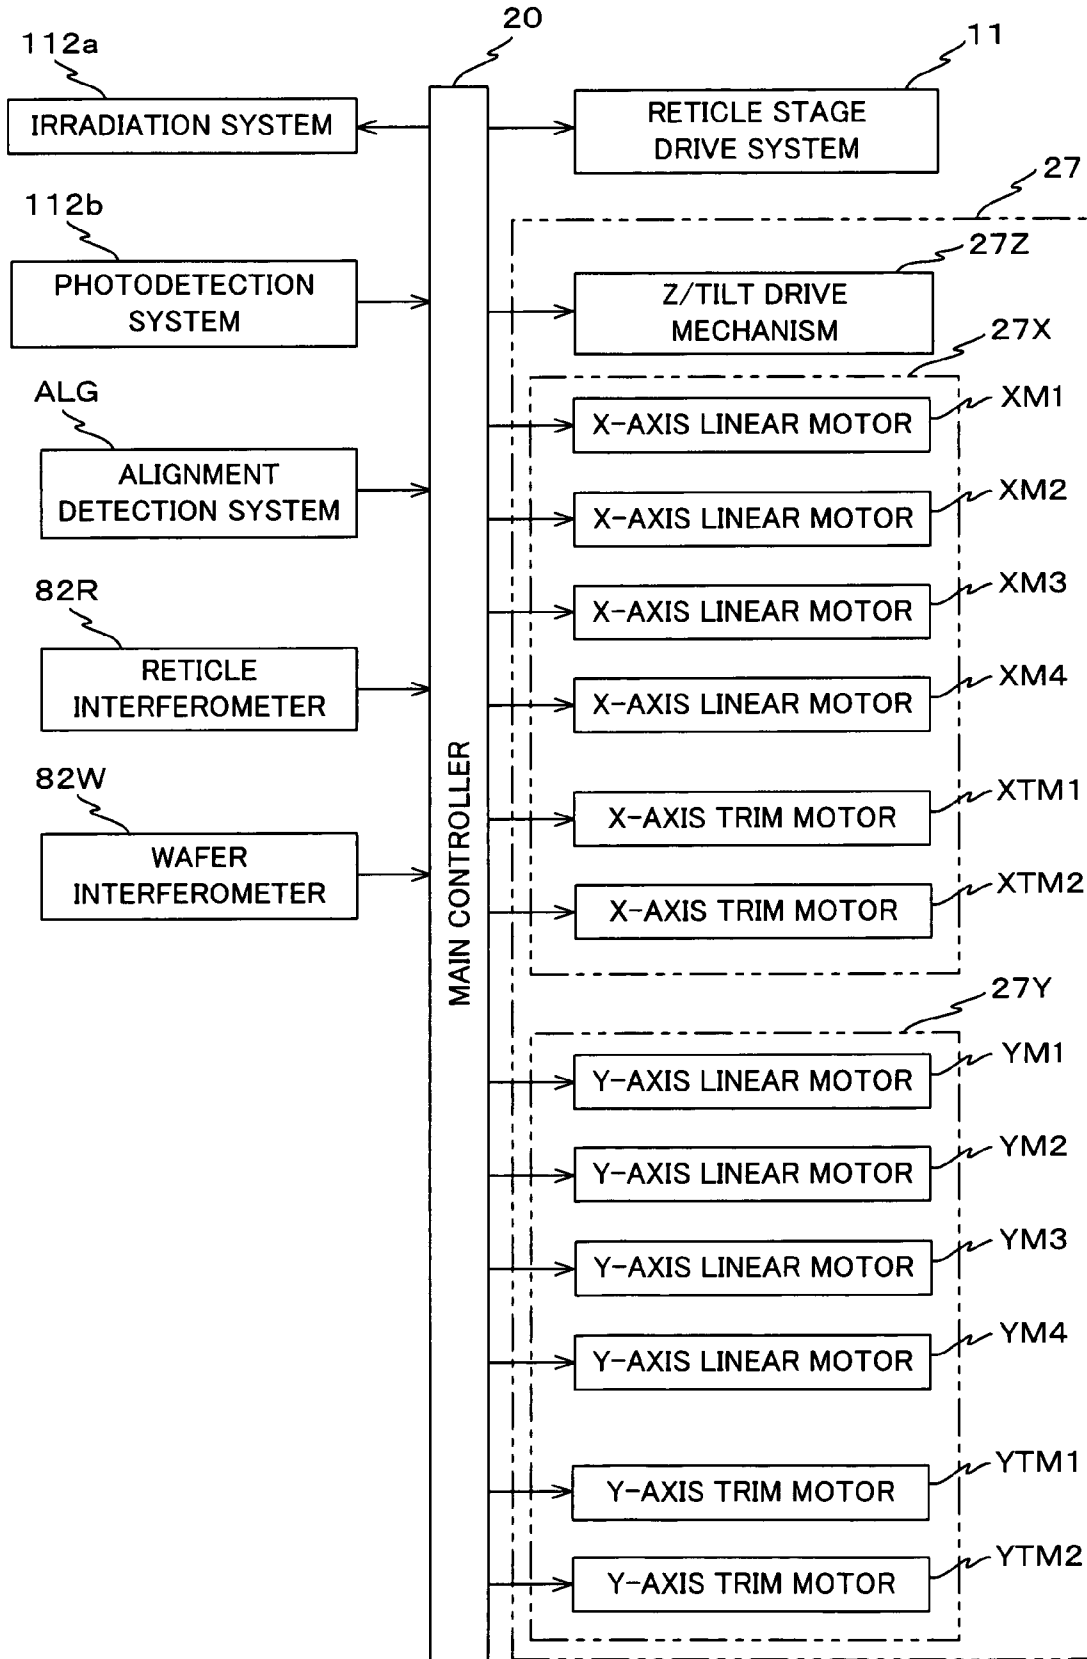 20
112a
IRRADIATION SYSTEM
11
RETICLE STAGE
DRIVE SYSTEM
27
112b
PHOTODETECTION
SYSTEM
27Z
Z/TILT DRIVE
MECHANISM
27X
ALG
ALIGNMENT
DETECTION SYSTEM
X-AXIS LINEAR MOTOR
XM1
X-AXIS LINEAR MOTOR
XM2
82R
RETICLE
INTERFEROMETER
X-AXIS LINEAR MOTOR
XM3
X-AXIS LINEAR MOTOR
XM4
82W
WAFER
INTERFEROMETER
MAIN CONTROLLER
X-AXIS TRIM MOTOR
XTM1
X-AXIS TRIM MOTOR
XTM2
27Y
Y-AXIS LINEAR MOTOR
YM1
Y-AXIS LINEAR MOTOR
YM2
Y-AXIS LINEAR MOTOR
YM3
Y-AXIS LINEAR MOTOR
YM4
Y-AXIS TRIM MOTOR
YTM1
Y-AXIS TRIM MOTOR
YTM2